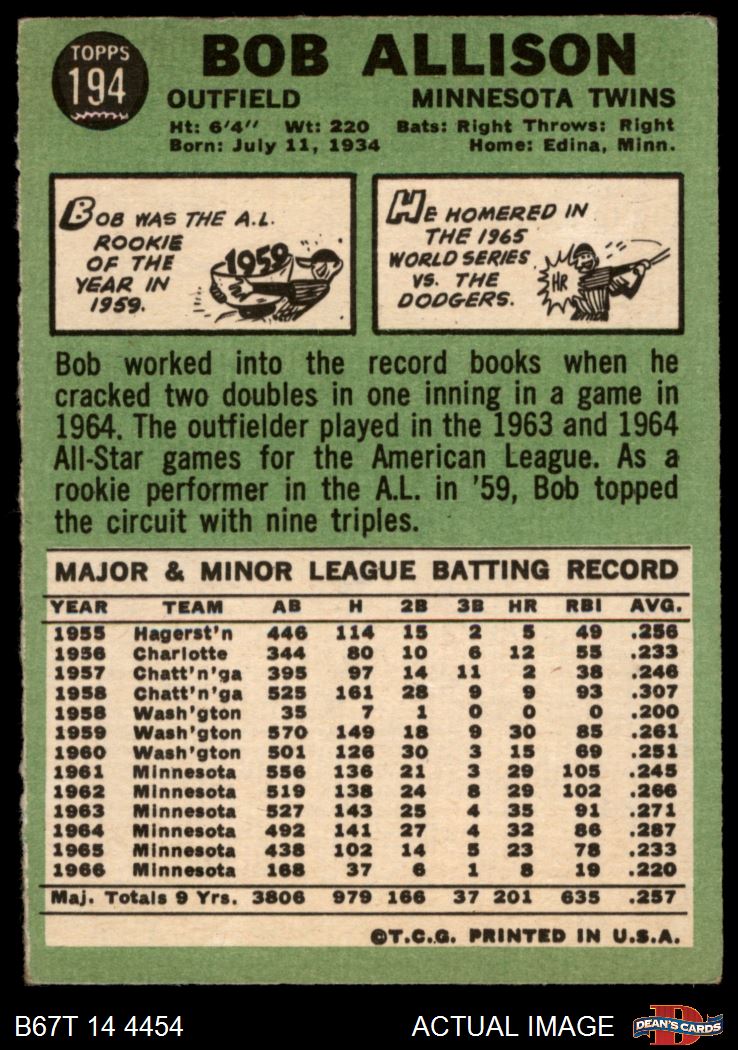 TOPPS
194
BOB ALLISON
OUTFIELD MINNESOTA TWINS
Ht: 6'4" Wt: 220 Bats: Right Throws: Right
Born: July 11, 1934 Home: Edina, Minn.
BOB WAS THE A.L.
ROOKIE
OF THE
YEAR IN
1959.
1959
HE HOMERED IN
THE 1965
WORLD SERIES
VS. THE
DODGERS.
HR
Bob worked into the record books when he
cracked two doubles in one inning in a game in
1964. The outfielder played in the 1963 and 1964
All-Star games for the American League. As a
rookie performer in the A.L. in '59, Bob topped
the circuit with nine triples.
MAJOR & MINOR LEAGUE BATTING RECORD
YEAR TEAM AB H 2B 3B HR RBI AVG.
1955 Hagerst'n 446 114 15 2 5 49 .256
1956 Charlotte 344 80 10 6 12 55 .233
1957 Chatt'n'ga 395 97 14 11 2 38 .246
1958 Chatt'n'ga 525 161 28 9 9 93 .307
1958 Wash'gton 35 7 1 0 0 0 .200
1959 Wash'gton 570 149 18 9 30 85 .261
1960 Wash'gton 501 126 30 3 15 69 .251
1961 Minnesota 556 136 21 3 29 105 .245
1962 Minnesota 519 138 24 8 29 102 .266
1963 Minnesota 527 143 25 4 35 91 .271
1964 Minnesota 492 141 27 4 32 86 .287
1965 Minnesota 438 102 14 5 23 78 .233
1966 Minnesota 168 37 6 1 8 19 .220
Maj. Totals 9 Yrs. 3806 979 166 37 201 635 .257
©T.C.G. PRINTED IN U.S.A.
B67T 14 4454 ACTUAL IMAGE
D
DEAN'S CARDS